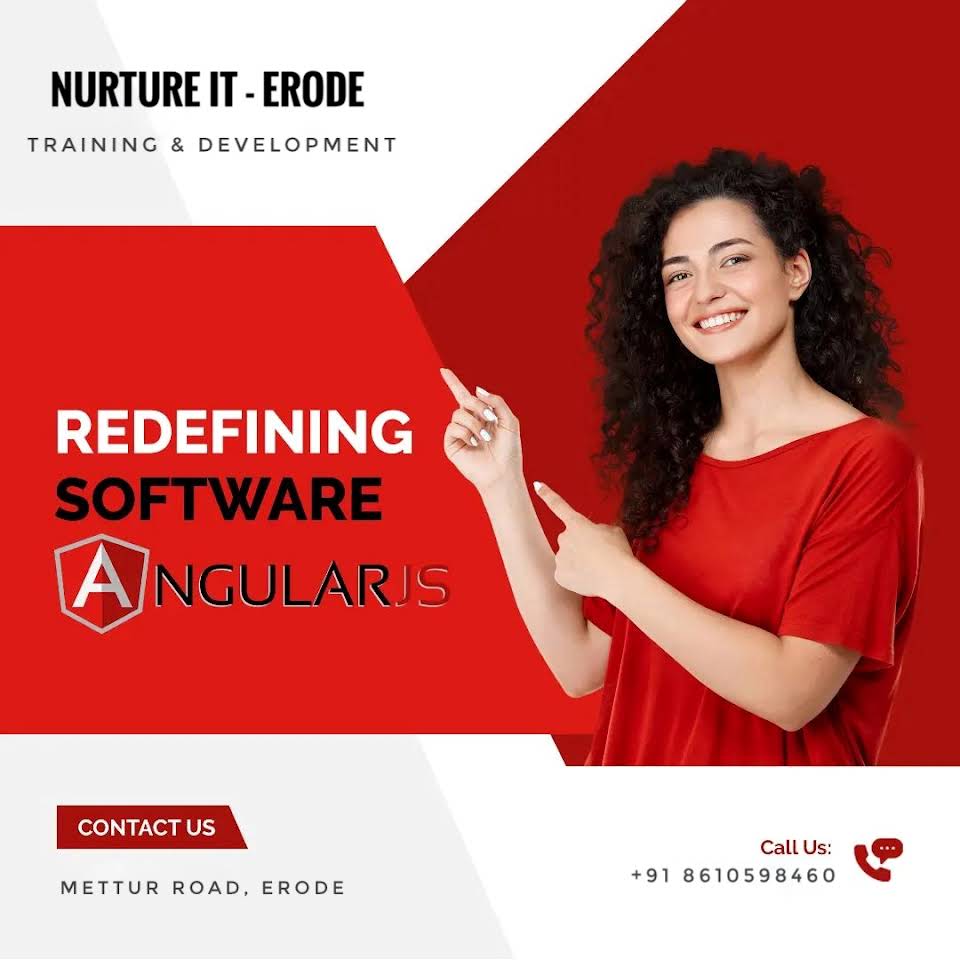 NURTURE IT - ERODE
TRAINING & DEVELOPMENT
REDEFINING
SOFTWARE
ANGULARJS
CONTACT US
METTUR ROAD, ERODE
Call Us:
+91 8610598460